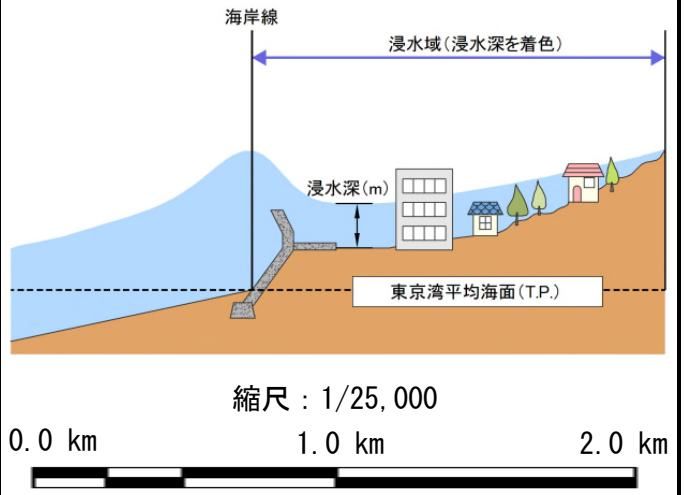 海岸線
浸水域（浸水深を着色）
浸水深（m）
東京湾平均海面（T.P.）
縮尺：1/25,000
0.0 km 1.0 km 2.0 km